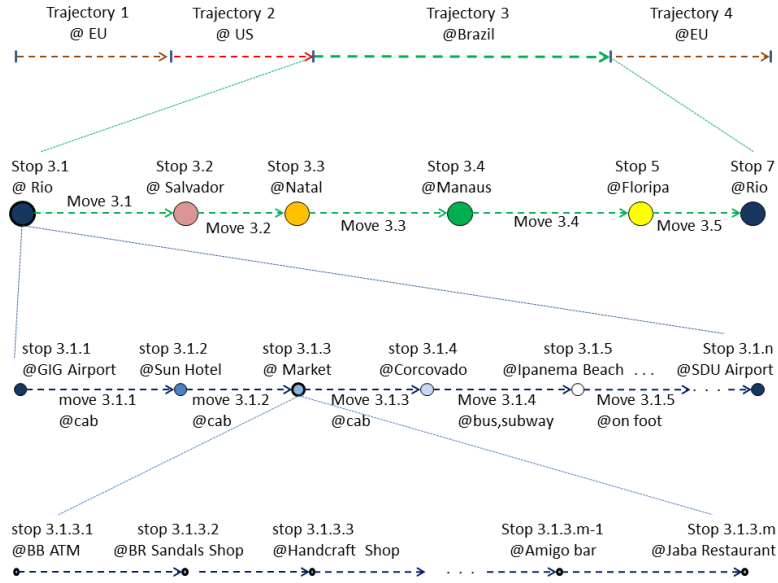 Trajectory 1
@ EU
Trajectory 2
@ US
Trajectory 3
@Brazil
Trajectory 4
@EU
Stop 3.1
@ Rio
Stop 3.2
@ Salvador
Stop 3.3
@Natal
Stop 3.4
@Manaus
Stop 5
@Floripa
Stop 7
@Rio
Move 3.1
Move 3.2
Move 3.3
Move 3.4
Move 3.5
stop 3.1.1
@GIG Airport
stop 3.1.2
@Sun Hotel
stop 3.1.3
@ Market
stop 3.1.4
@Corcovado
stop 3.1.5
@Ipanema Beach
. . .
Stop 3.1.n
@SDU Airport
move 3.1.1
@cab
move 3.1.2
@cab
Move 3.1.3
@cab
Move 3.1.4
@bus,subway
Move 3.1.5
@on foot
. . .
stop 3.1.3.1
@BB ATM
stop 3.1.3.2
@BR Sandals Shop
stop 3.1.3.3
@Handcraft Shop
. . .
Stop 3.1.3.m-1
@Amigo bar
Stop 3.1.3.m
@Jaba Restaurant